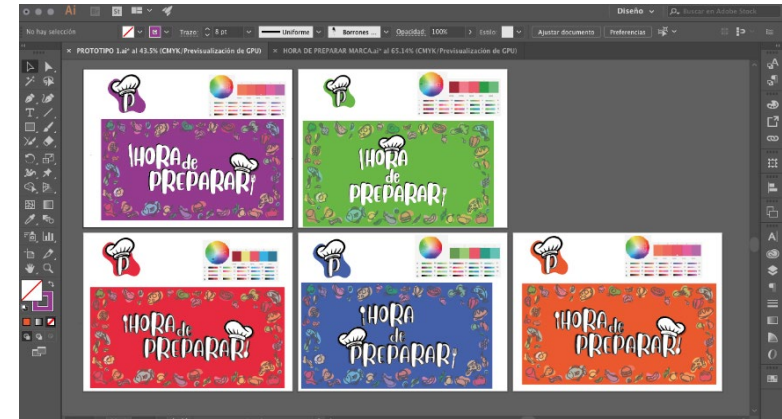 Ai
St
Diseño
Buscar en Adobe Stock
No hay selección
Trazo: 8 pt
Uniforme
Borrones ...
Opacidad: 100%
Estilo:
Ajustar documento
Preferencias
× PROTOTIPO 1.ai* al 43.5% (CMYK/Previsualización de GPU)
× HORA DE PREPARAR MARCA.ai* al 65.14% (CMYK/Previsualización de GPU)
P
¡HORA de
PREPARAR!
P
¡HORA
de
PREPARAR!
P
¡HORA de
PREPARAR!
P
¡HORA
de
PREPARAR!
P
¡HORA de
PREPARAR!